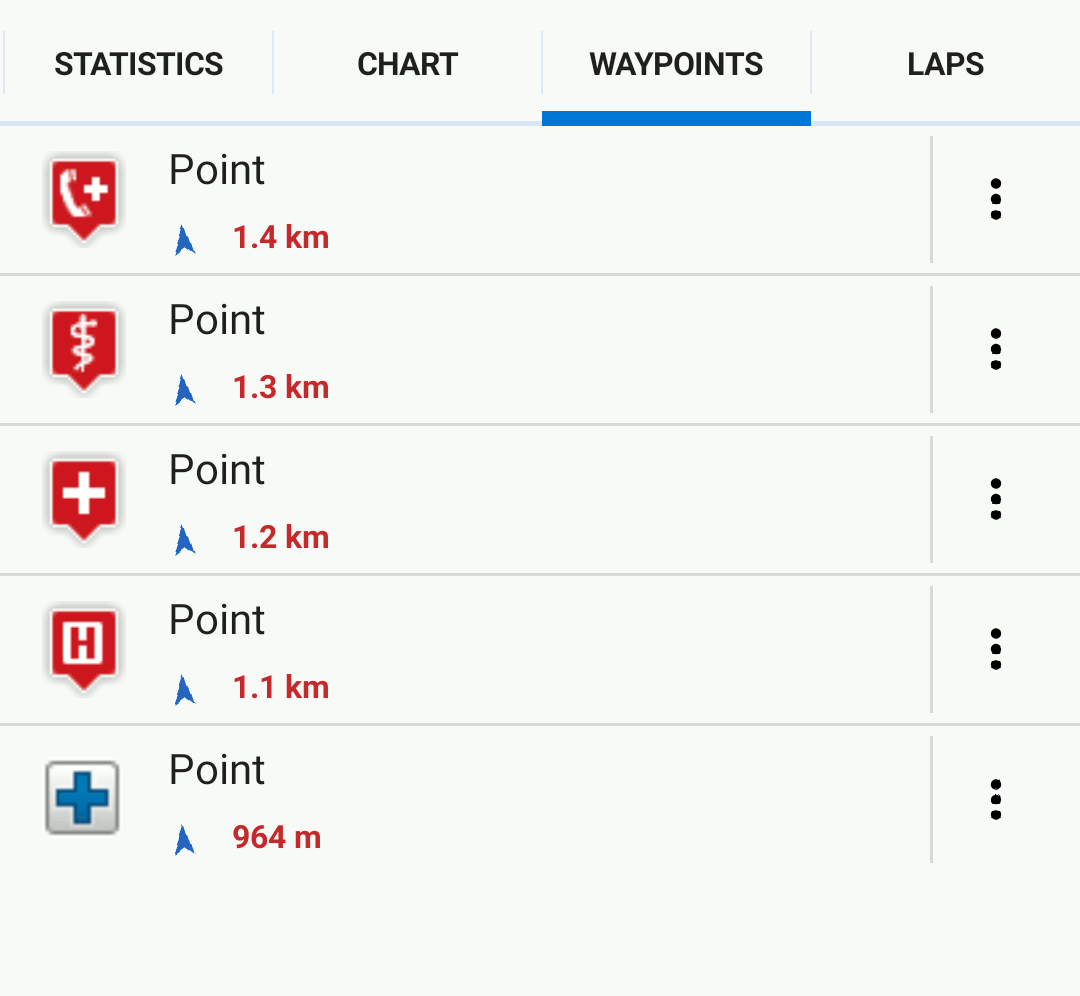 STATISTICS CHART WAYPOINTS LAPS
Point
1.4 km
Point
1.3 km
Point
1.2 km
H
Point
1.1 km
Point
964 m